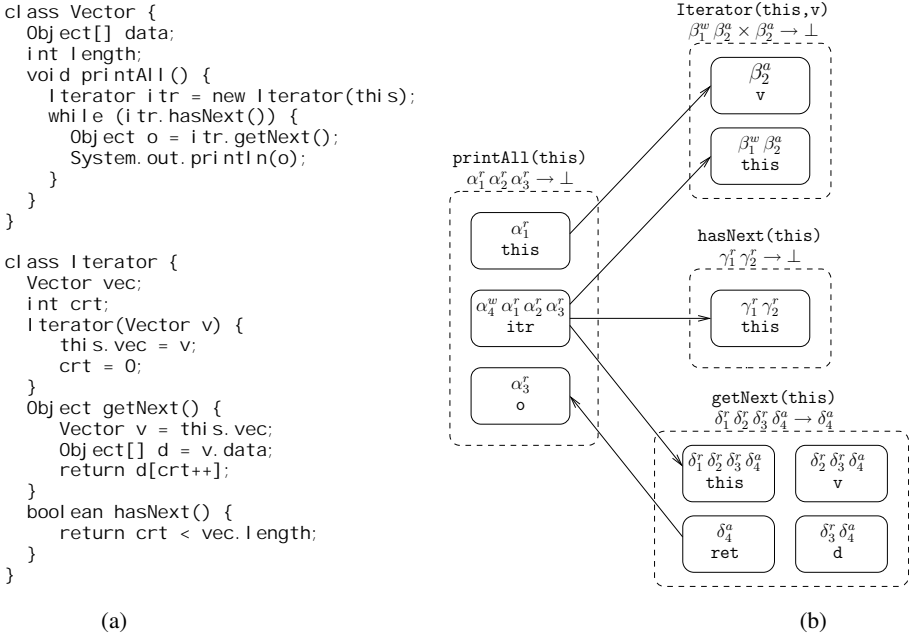 class Vector {
Object[] data;
int length;
void printAll() {
Iterator itr = new Iterator(this);
while (itr.hasNext()) {
Object o = itr.getNext();
System.out.println(o);
}
}
}
class Iterator {
Vector vec;
int crt;
Iterator(Vector v) {
this.vec = v;
crt = 0;
}
Object getNext() {
Vector v = this.vec;
Object[] d = v.data;
return d[crt++];
}
boolean hasNext() {
return crt < vec.length;
}
}
(a)
printAll(this)
α₁ʳ α₂ʳ α₃ʳ → ⊥
α₁ʳ
this
α₄ʷ α₁ʳ α₂ʳ α₃ʳ
itr
α₃ʳ
o
Iterator(this,v)
β₁ʷ β₂ᵃ × β₂ᵃ → ⊥
β₂ᵃ
v
β₁ʷ β₂ᵃ
this
hasNext(this)
γ₁ʳ γ₂ʳ → ⊥
γ₁ʳ γ₂ʳ
this
getNext(this)
δ₁ʳ δ₂ʳ δ₃ʳ δ₄ᵃ → δ₄ᵃ
δ₁ʳ δ₂ʳ δ₃ʳ δ₄ᵃ
this
δ₂ʳ δ₃ʳ δ₄ᵃ
v
δ₄ᵃ
ret
δ₃ʳ δ₄ᵃ
d
(b)